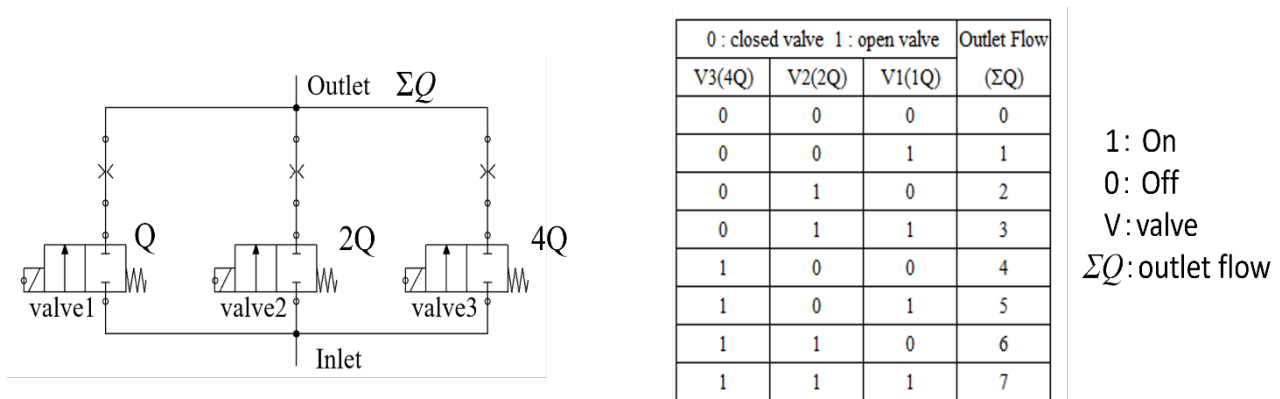 Outlet ΣQ
Q
2Q
4Q
valve1
valve2
valve3
Inlet
0 : closed valve 1 : open valve Outlet Flow
V3(4Q) V2(2Q) V1(1Q) (ΣQ)
0 0 0 0
0 0 1 1
0 1 0 2
0 1 1 3
1 0 0 4
1 0 1 5
1 1 0 6
1 1 1 7
1 : On
0: Off
V: valve
ΣQ: outlet flow